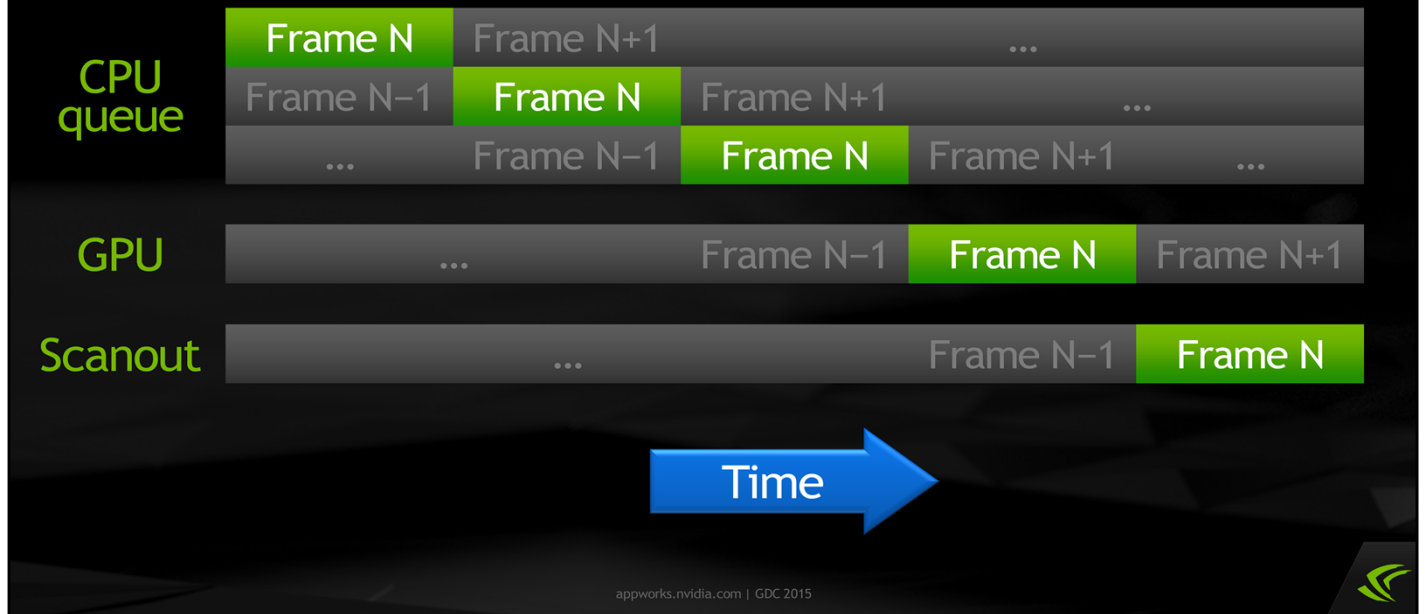 CPU
queue
Frame N Frame N+1 ...
Frame N−1 Frame N Frame N+1 ...
... Frame N−1 Frame N Frame N+1 ...
GPU ... Frame N−1 Frame N Frame N+1
Scanout ... Frame N−1 Frame N
Time
appworks.nvidia.com | GDC 2015